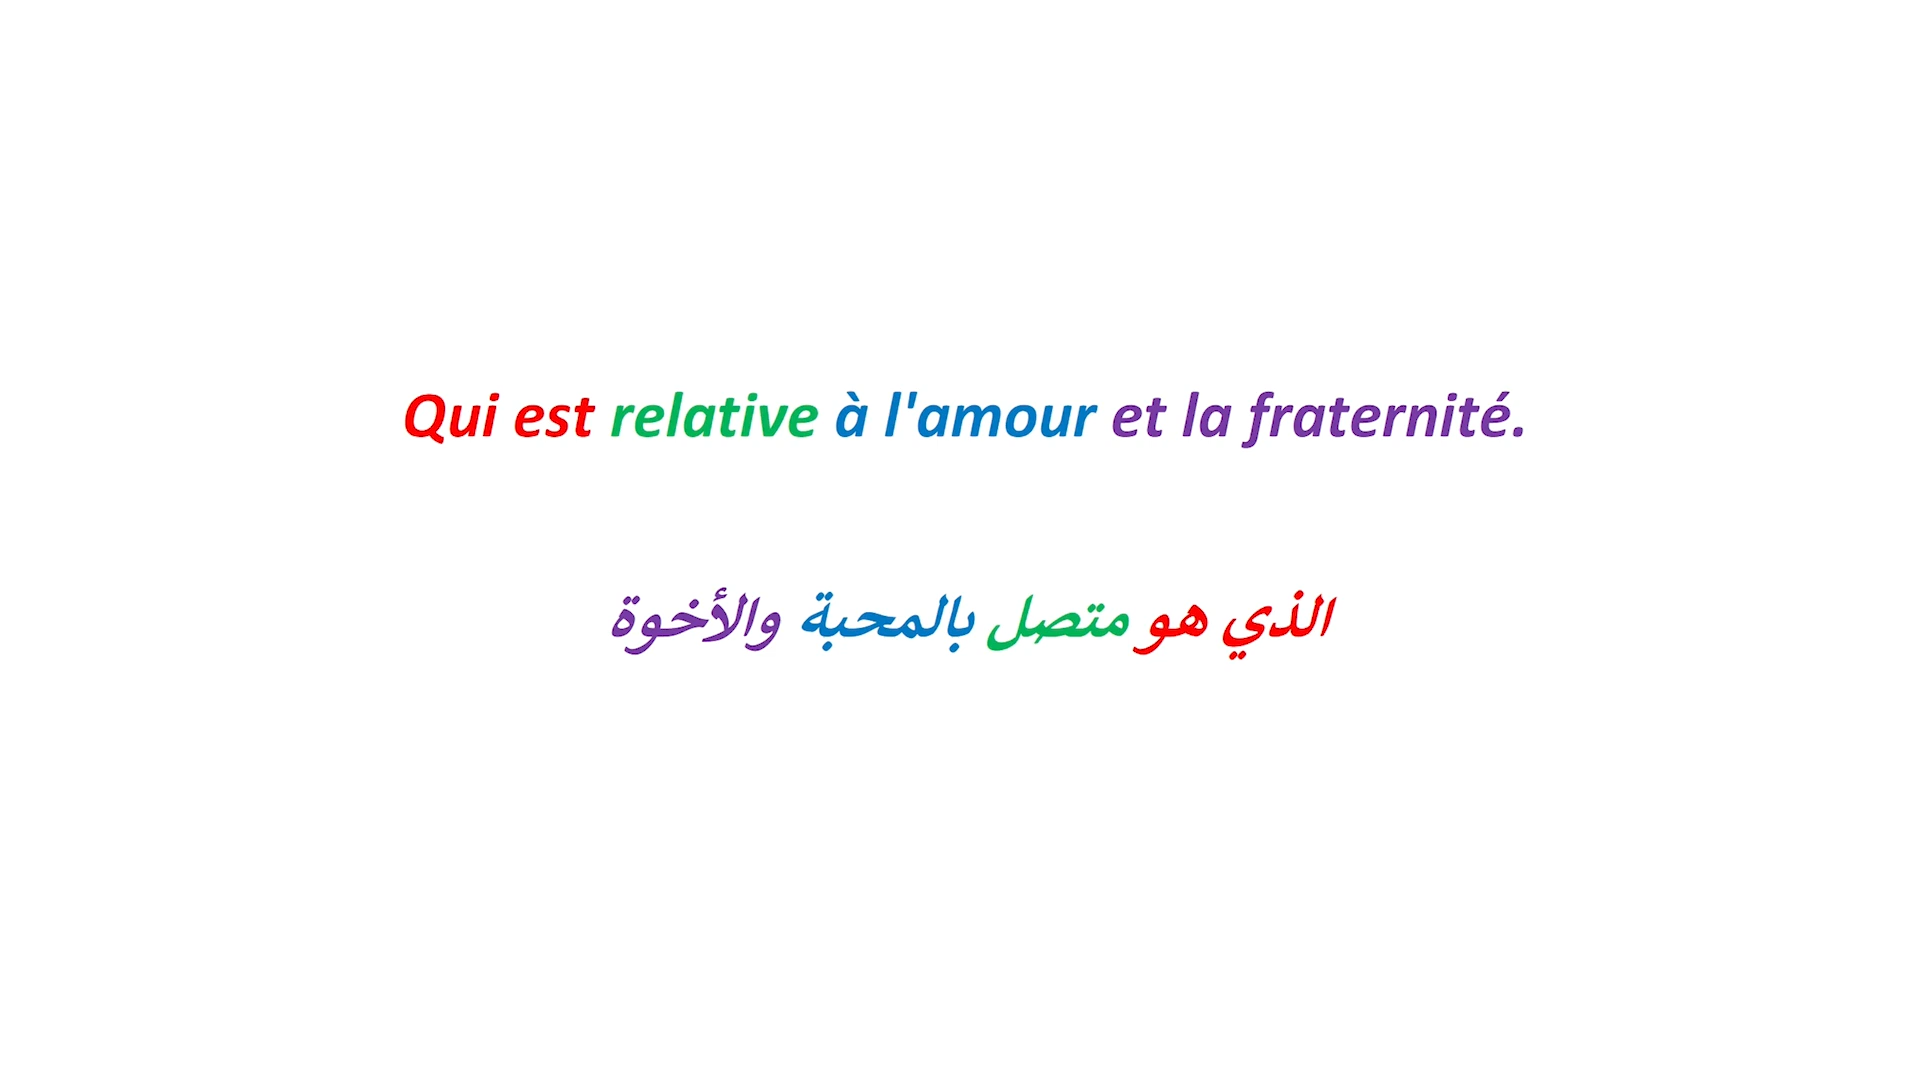 Qui est relative à l'amour et la fraternité.
الذي هو متصل بالمحبة والأخوة